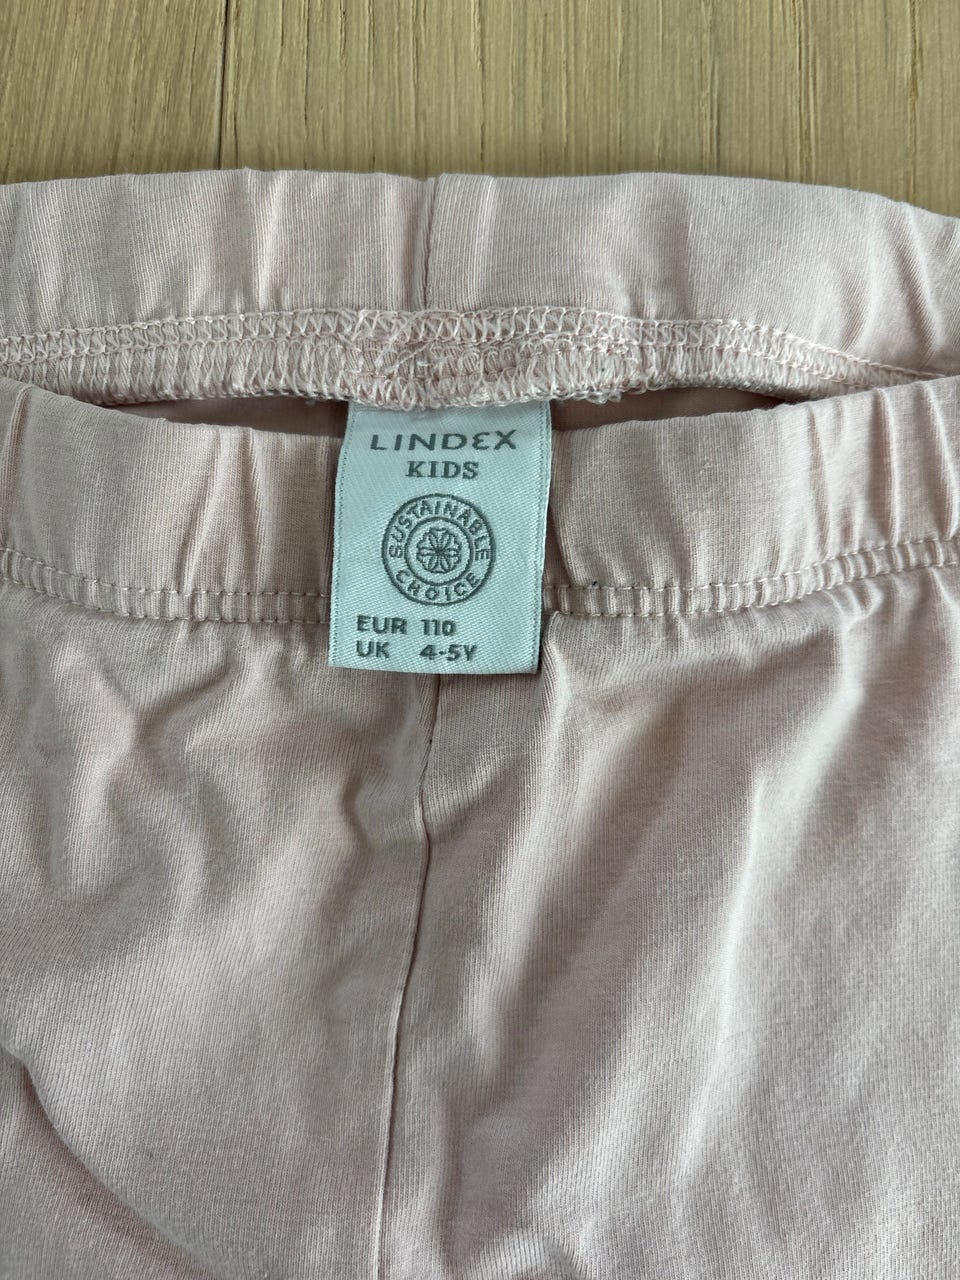 LINDEX
KIDS
SUSTAINABLE
CHOICE
EUR 110
UK 4-5Y